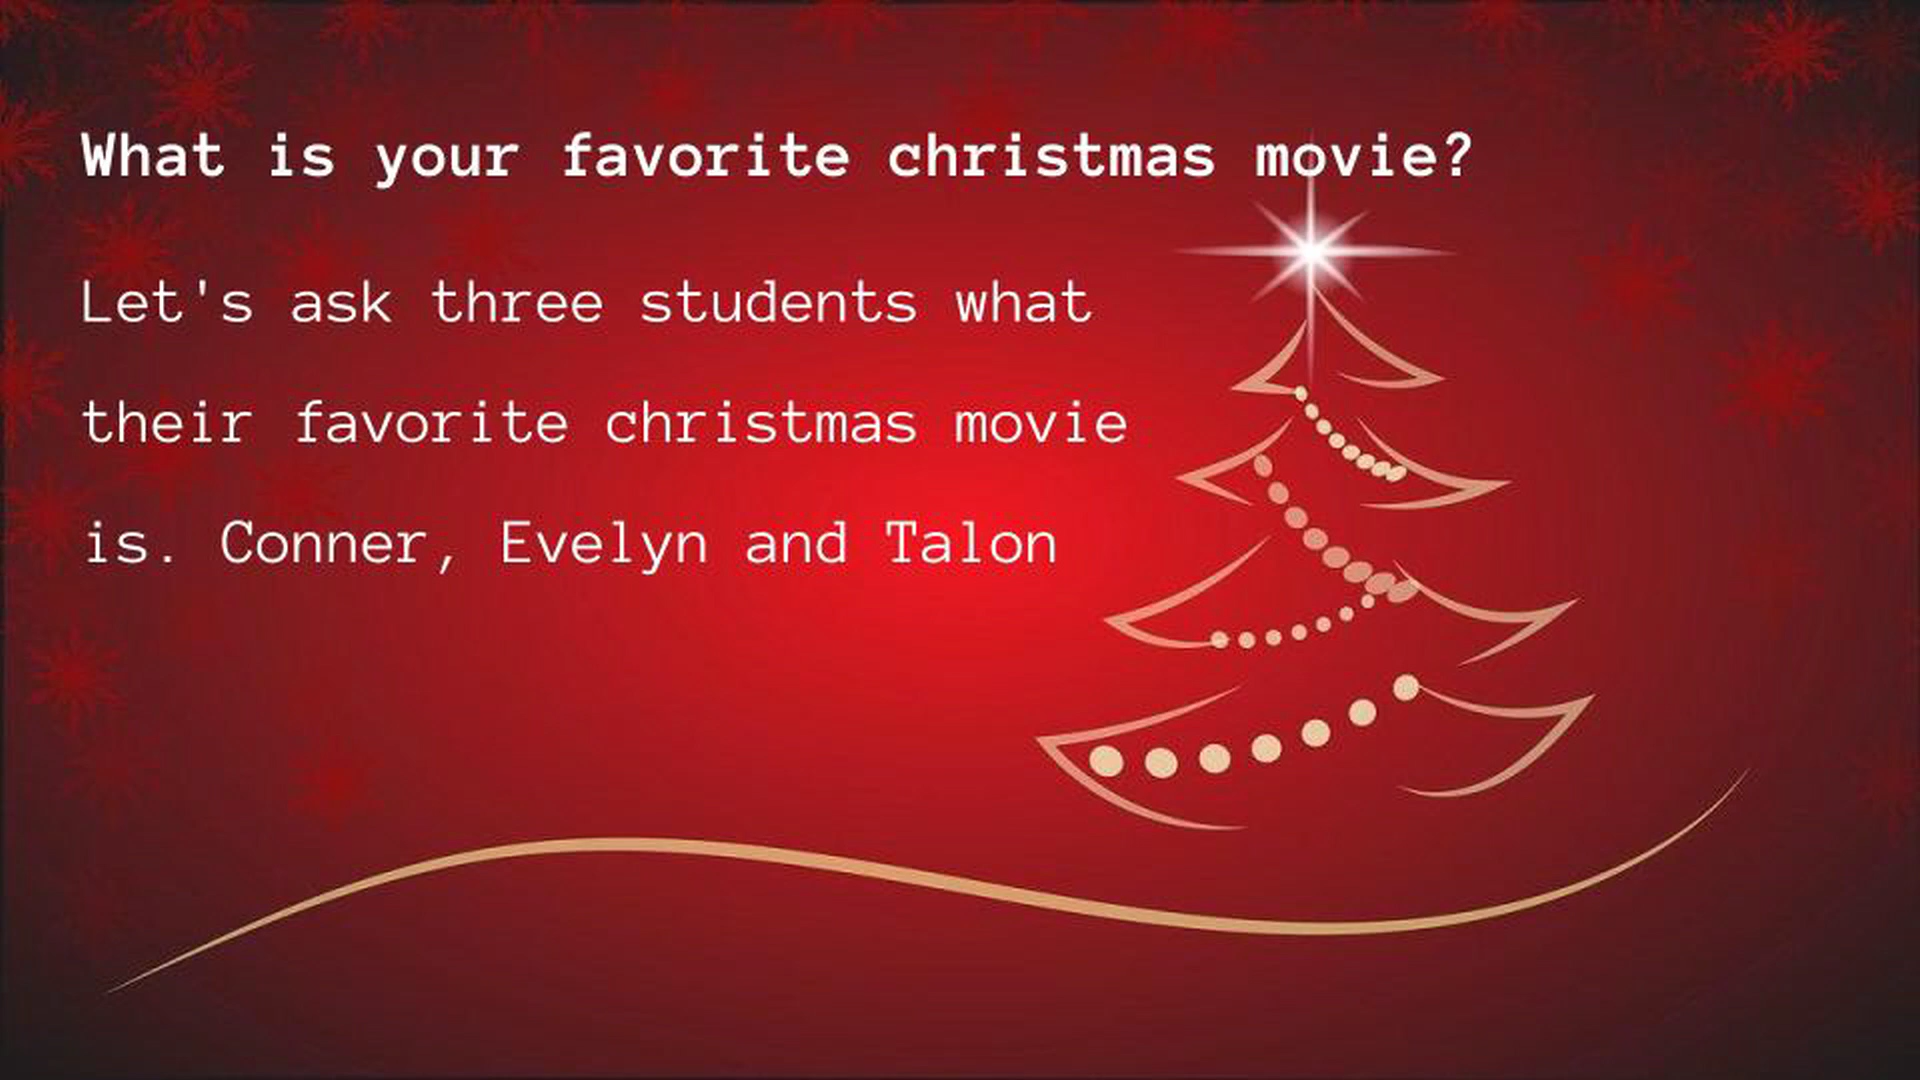 What is your favorite christmas movie?
Let's ask three students what
their favorite christmas movie
is. Conner, Evelyn and Talon